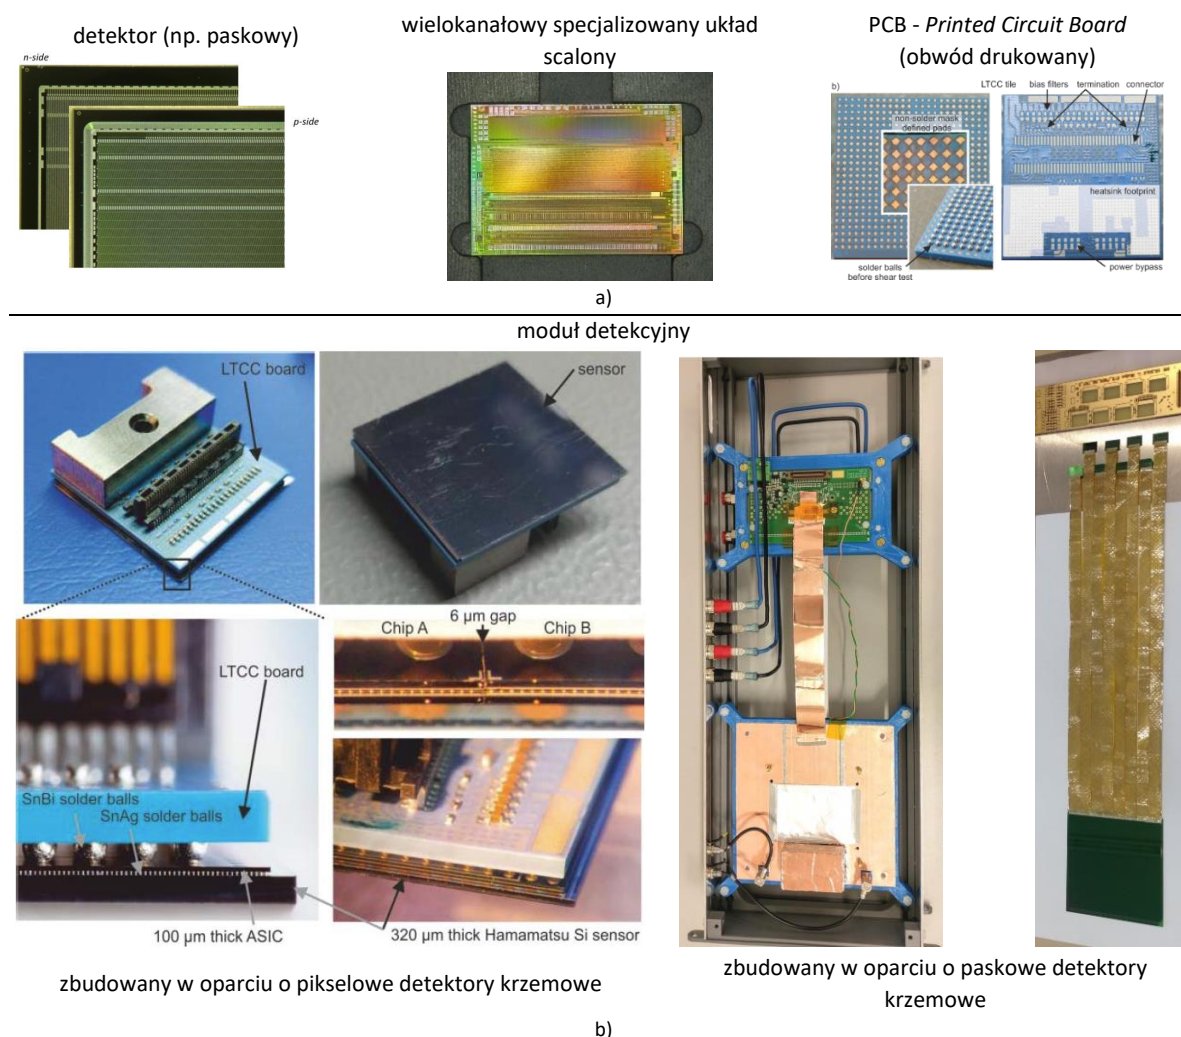 detektor (np. paskowy)
n-side
p-side
wielokanałowy specjalizowany układ
scalony
PCB - Printed Circuit Board
(obwód drukowany)
b)
LTCC tile
bias filters
termination
connector
non-solder mask
defined pads
heatsink footprint
solder balls
before shear test
power bypass
a)
moduł detekcyjny
LTCC board
sensor
6 µm gap
Chip A
Chip B
LTCC board
SnBi solder balls
SnAg solder balls
100 µm thick ASIC
320 µm thick Hamamatsu Si sensor
zbudowany w oparciu o pikselowe detektory krzemowe
zbudowany w oparciu o paskowe detektory
krzemowe
b)